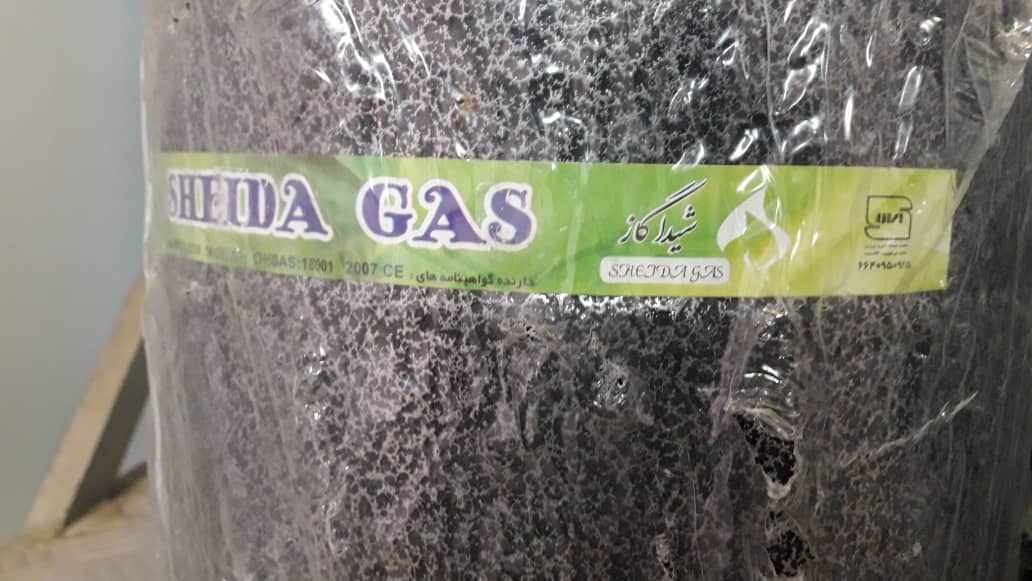 SHEIDA GAS
OHSAS:18001 2007 CE دارنده گواهینامه های :
شیدا گاز
SHEIDA GAS